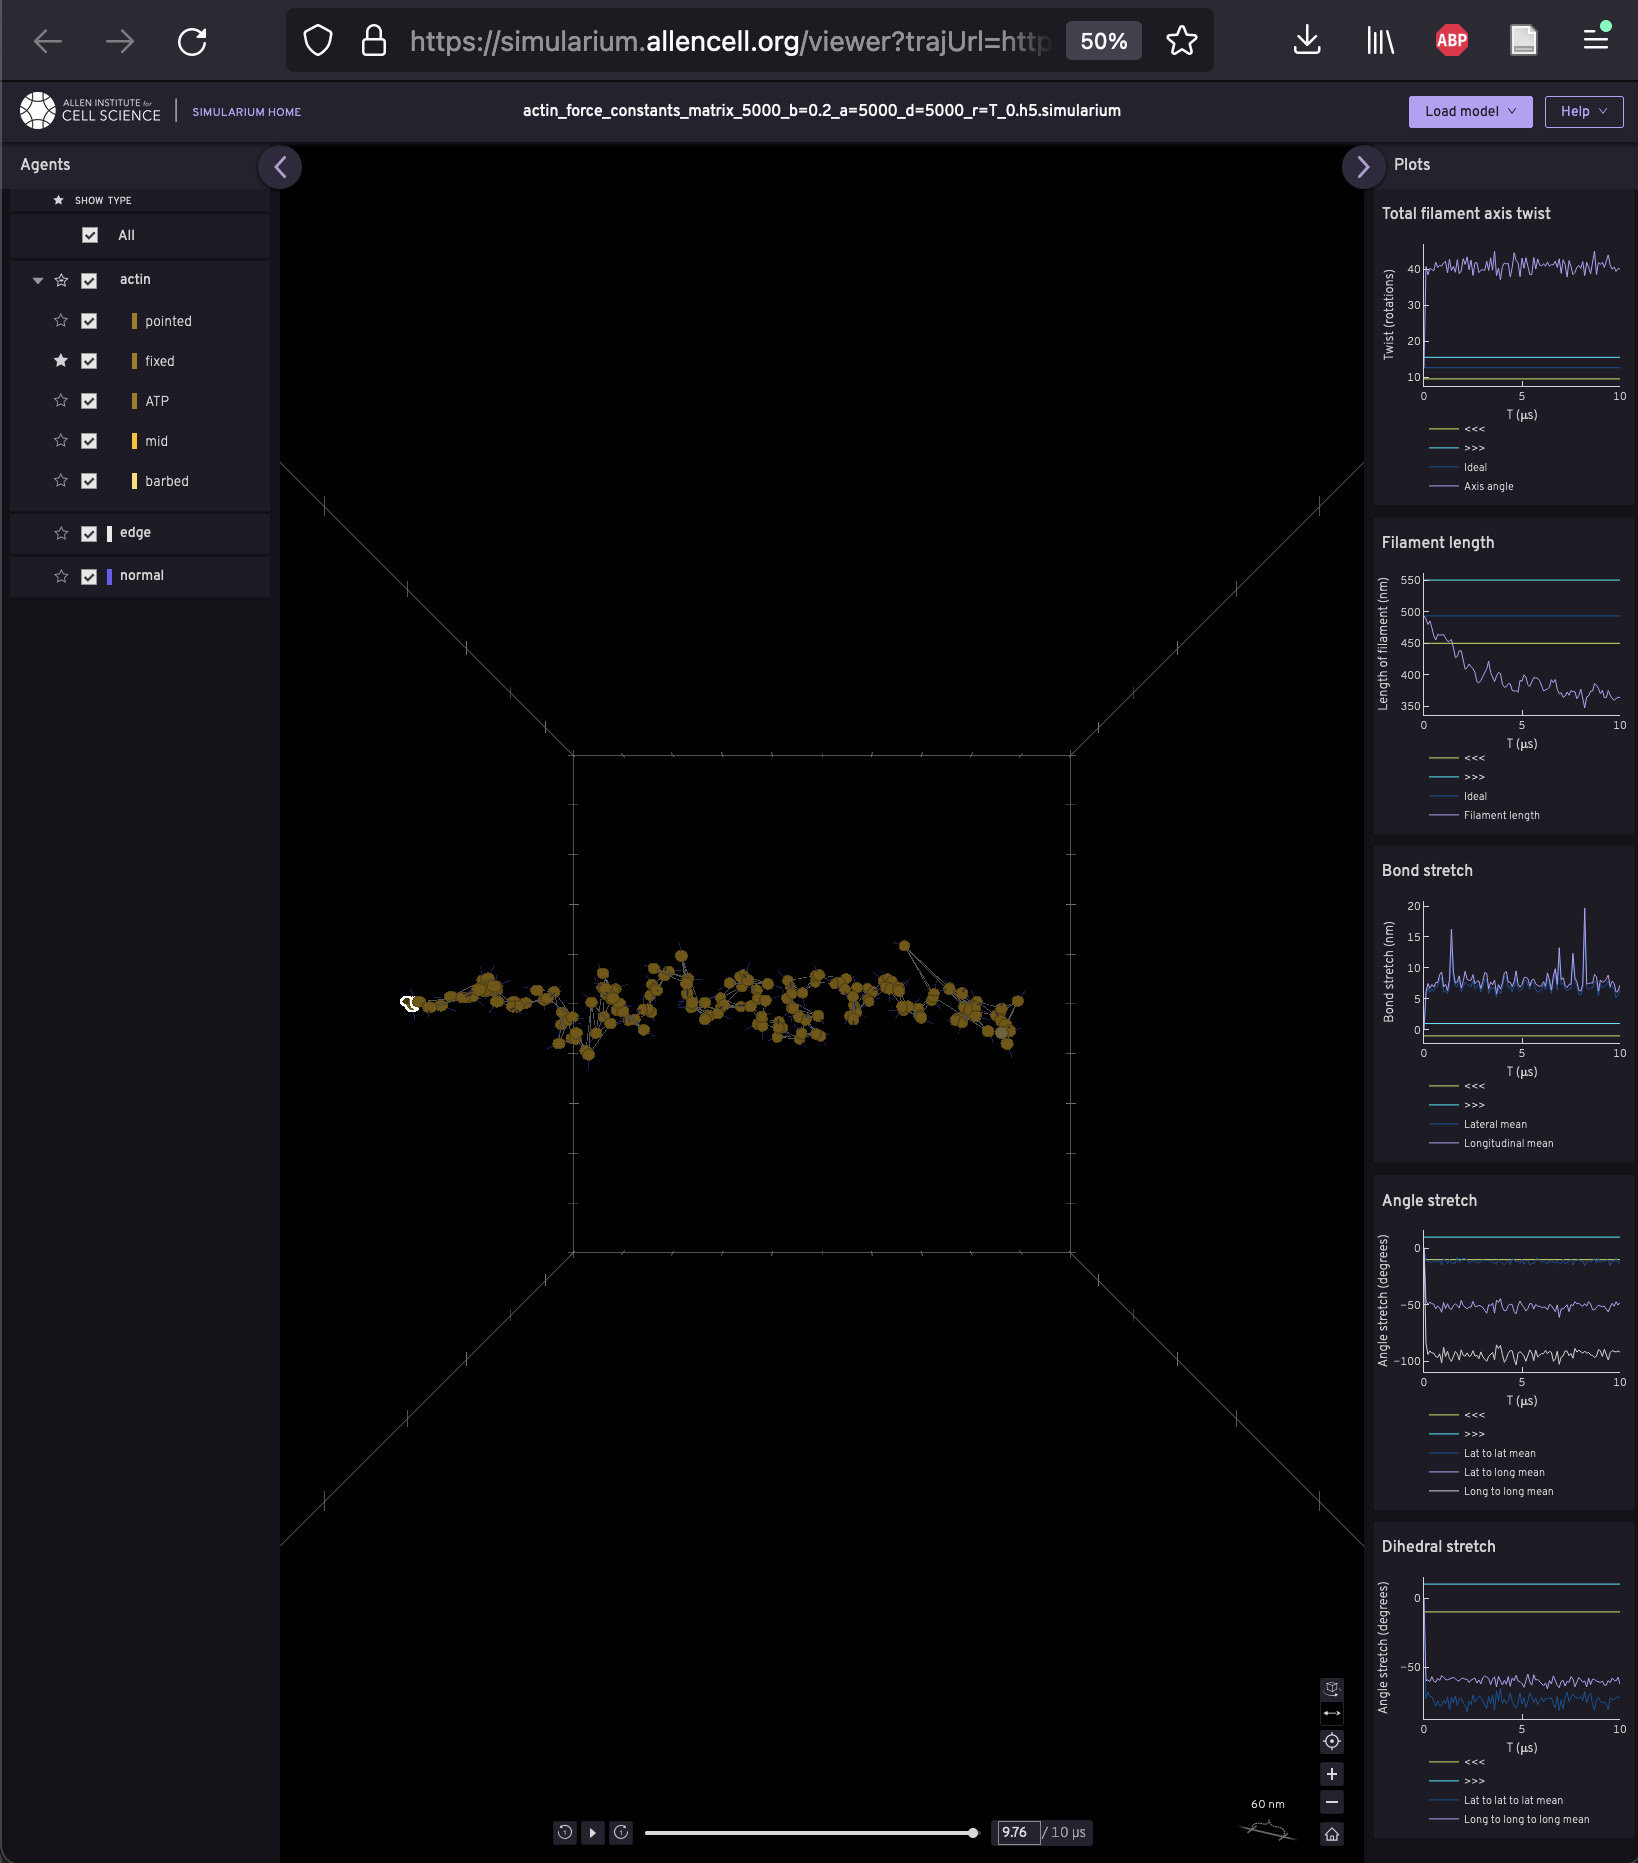 https://simularium.allencell.org/viewer?trajUrl=http
50%
ABP
ALLEN INSTITUTE for
CELL SCIENCE
SIMULARIUM HOME
actin_force_constants_matrix_5000_b=0.2_a=5000_d=5000_r=T_0.h5.simularium
Load model
Help
Agents
SHOW TYPE
All
actin
pointed
fixed
ATP
mid
barbed
edge
normal
60 nm
9.76 / 10 µs
Plots
Total filament axis twist
Twist (rotations)
40
30
20
10
0 5 10
T (µs)
<<<
>>>
Ideal
Axis angle
Filament length
Length of filament (nm)
550
500
450
400
350
0 5 10
T (µs)
<<<
>>>
Ideal
Filament length
Bond stretch
Bond stretch (nm)
20
15
10
5
0
0 5 10
T (µs)
<<<
>>>
Lateral mean
Longitudinal mean
Angle stretch
Angle stretch (degrees)
0
−50
−100
0 5 10
T (µs)
<<<
>>>
Lat to lat mean
Lat to long mean
Long to long mean
Dihedral stretch
Angle stretch (degrees)
0
−50
0 5 10
T (µs)
<<<
>>>
Lat to lat to lat mean
Long to long to long mean